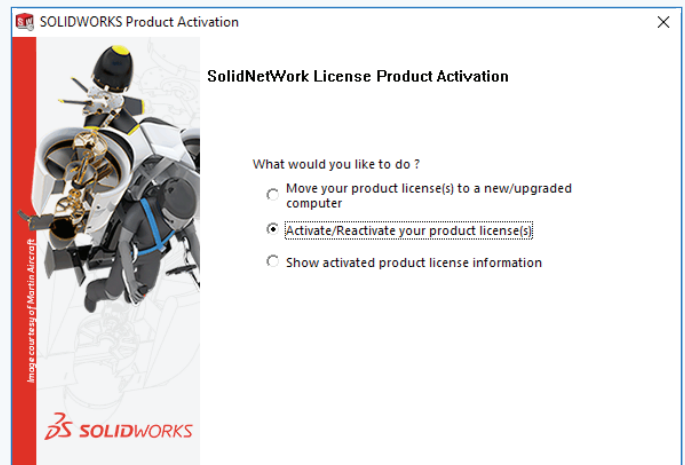 SOLIDWORKS Product Activation
SolidNetWork License Product Activation
What would you like to do ?
Move your product license(s) to a new/upgraded
computer
Activate/Reactivate your product license(s)
Show activated product license information
Image courtesy of Martin Aircraft
3S SOLIDWORKS